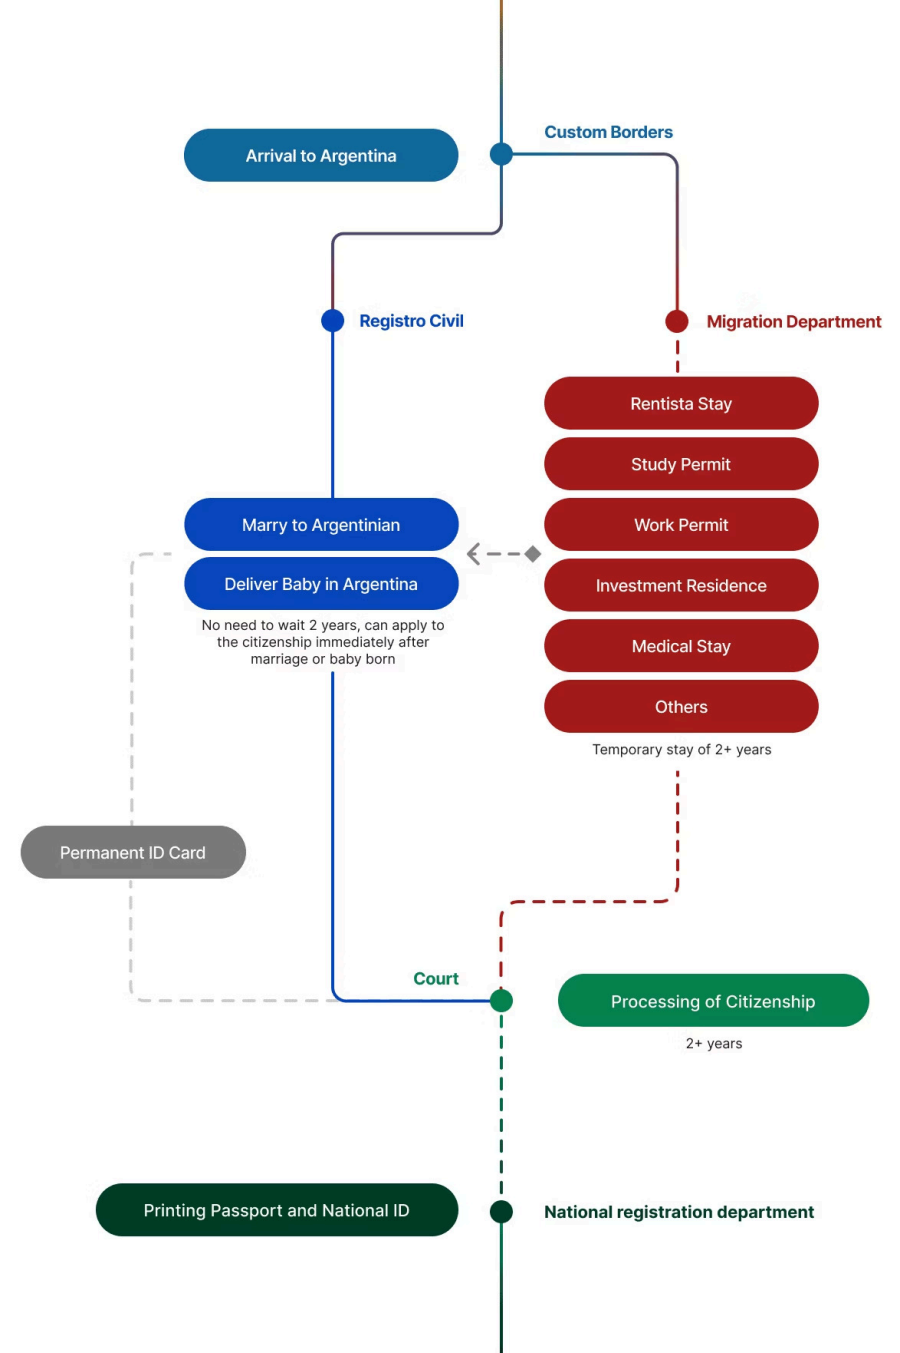 Custom Borders
Arrival to Argentina
Registro Civil
Migration Department
Rentista Stay
Study Permit
Marry to Argentinian
Work Permit
Deliver Baby in Argentina
Investment Residence
No need to wait 2 years, can apply to
the citizenship immediately after
marriage or baby born
Medical Stay
Others
Temporary stay of 2+ years
Permanent ID Card
Court
Processing of Citizenship
2+ years
Printing Passport and National ID
National registration department